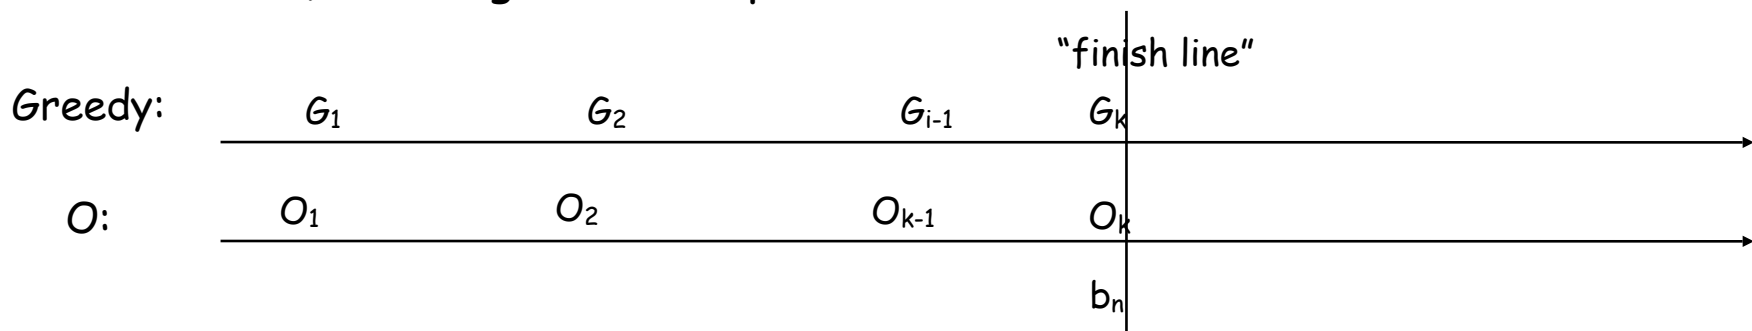 “finish line”
Greedy: G₁ G₂ Gᵢ₋₁ Gₖ
O: O₁ O₂ Oₖ₋₁ Oₖ
bₙ